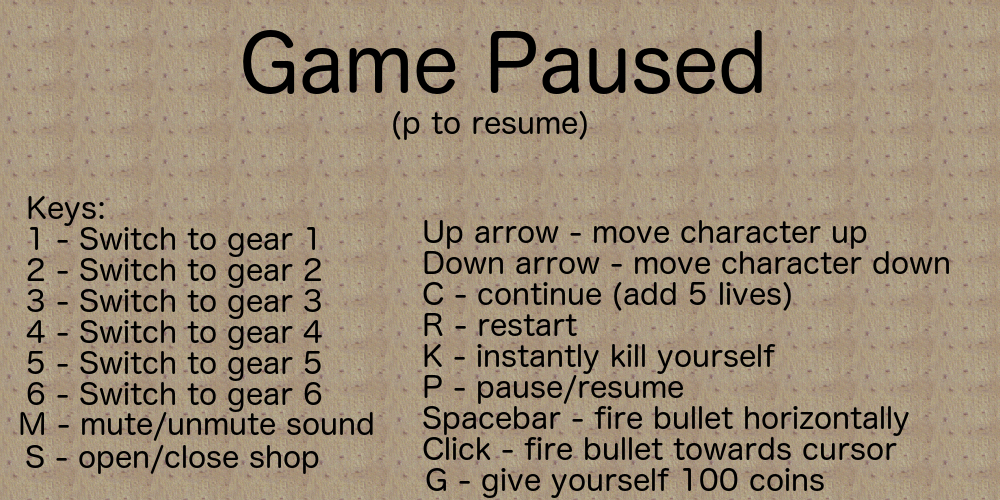 Game Paused
(p to resume)
Keys:
1 - Switch to gear 1
2 - Switch to gear 2
3 - Switch to gear 3
4 - Switch to gear 4
5 - Switch to gear 5
6 - Switch to gear 6
M - mute/unmute sound
S - open/close shop
Up arrow - move character up
Down arrow - move character down
C - continue (add 5 lives)
R - restart
K - instantly kill yourself
P - pause/resume
Spacebar - fire bullet horizontally
Click - fire bullet towards cursor
G - give yourself 100 coins